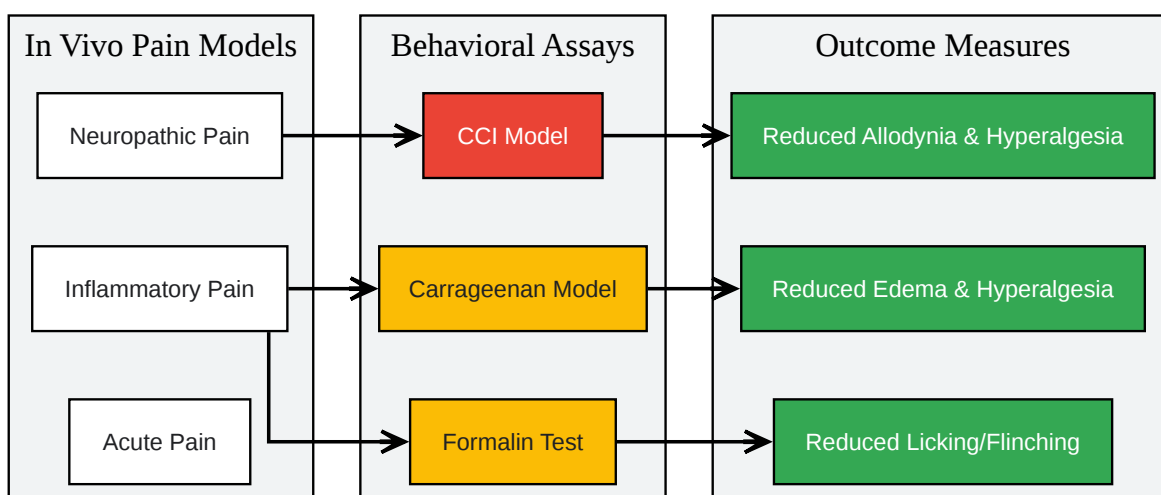 In Vivo Pain Models
Behavioral Assays
Outcome Measures
Neuropathic Pain
CCI Model
Reduced Allodynia & Hyperalgesia
Inflammatory Pain
Carrageenan Model
Reduced Edema & Hyperalgesia
Acute Pain
Formalin Test
Reduced Licking/Flinching